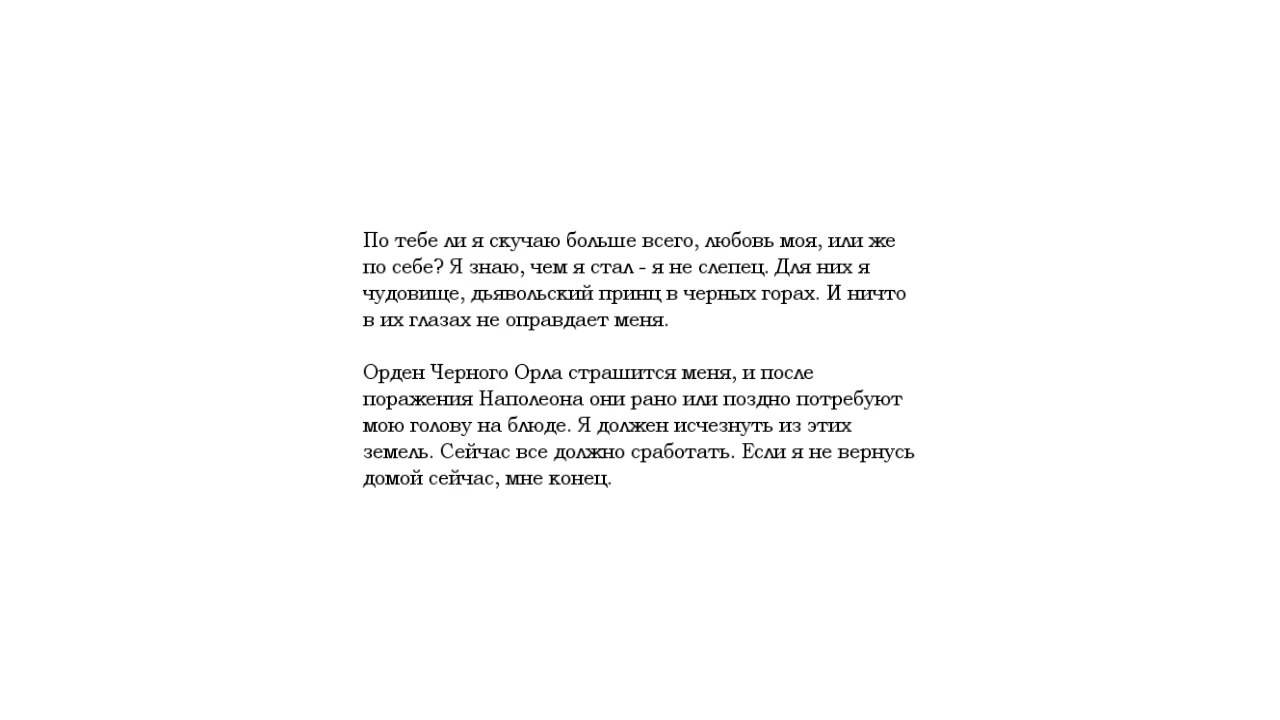 По тебе ли я скучаю больше всего, любовь моя, или же
по себе? Я знаю, чем я стал - я не слепец. Для них я
чудовище, дьявольский принц в черных горах. И ничто
в их глазах не оправдает меня.
Орден Черного Орла страшится меня, и после
поражения Наполеона они рано или поздно потребуют
мою голову на блюде. Я должен исчезнуть из этих
земель. Сейчас все должно сработать. Если я не вернусь
домой сейчас, мне конец.